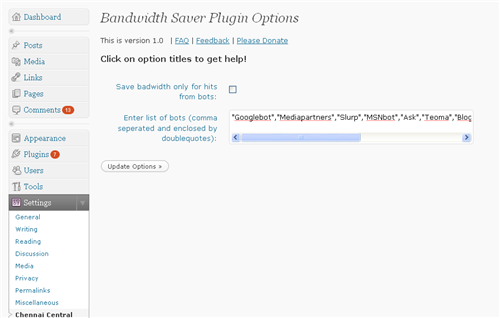 Dashboard
Posts
Media
Links
Pages
Comments 13
Appearance
Plugins 7
Users
Tools
Settings
General
Writing
Reading
Discussion
Media
Privacy
Permalinks
Miscellaneous
Chennai Central
Bandwidth Saver Plugin Options
This is version 1.0 | FAQ | Feedback | Please Donate
Click on option titles to get help!
Save badwidth only for hits
from bots:
Enter list of bots (comma
seperated and enclosed by
doublequotes):
"Googlebot","Mediapartners","Slurp","MSNbot","Ask","Teoma","Blog
Update Options »